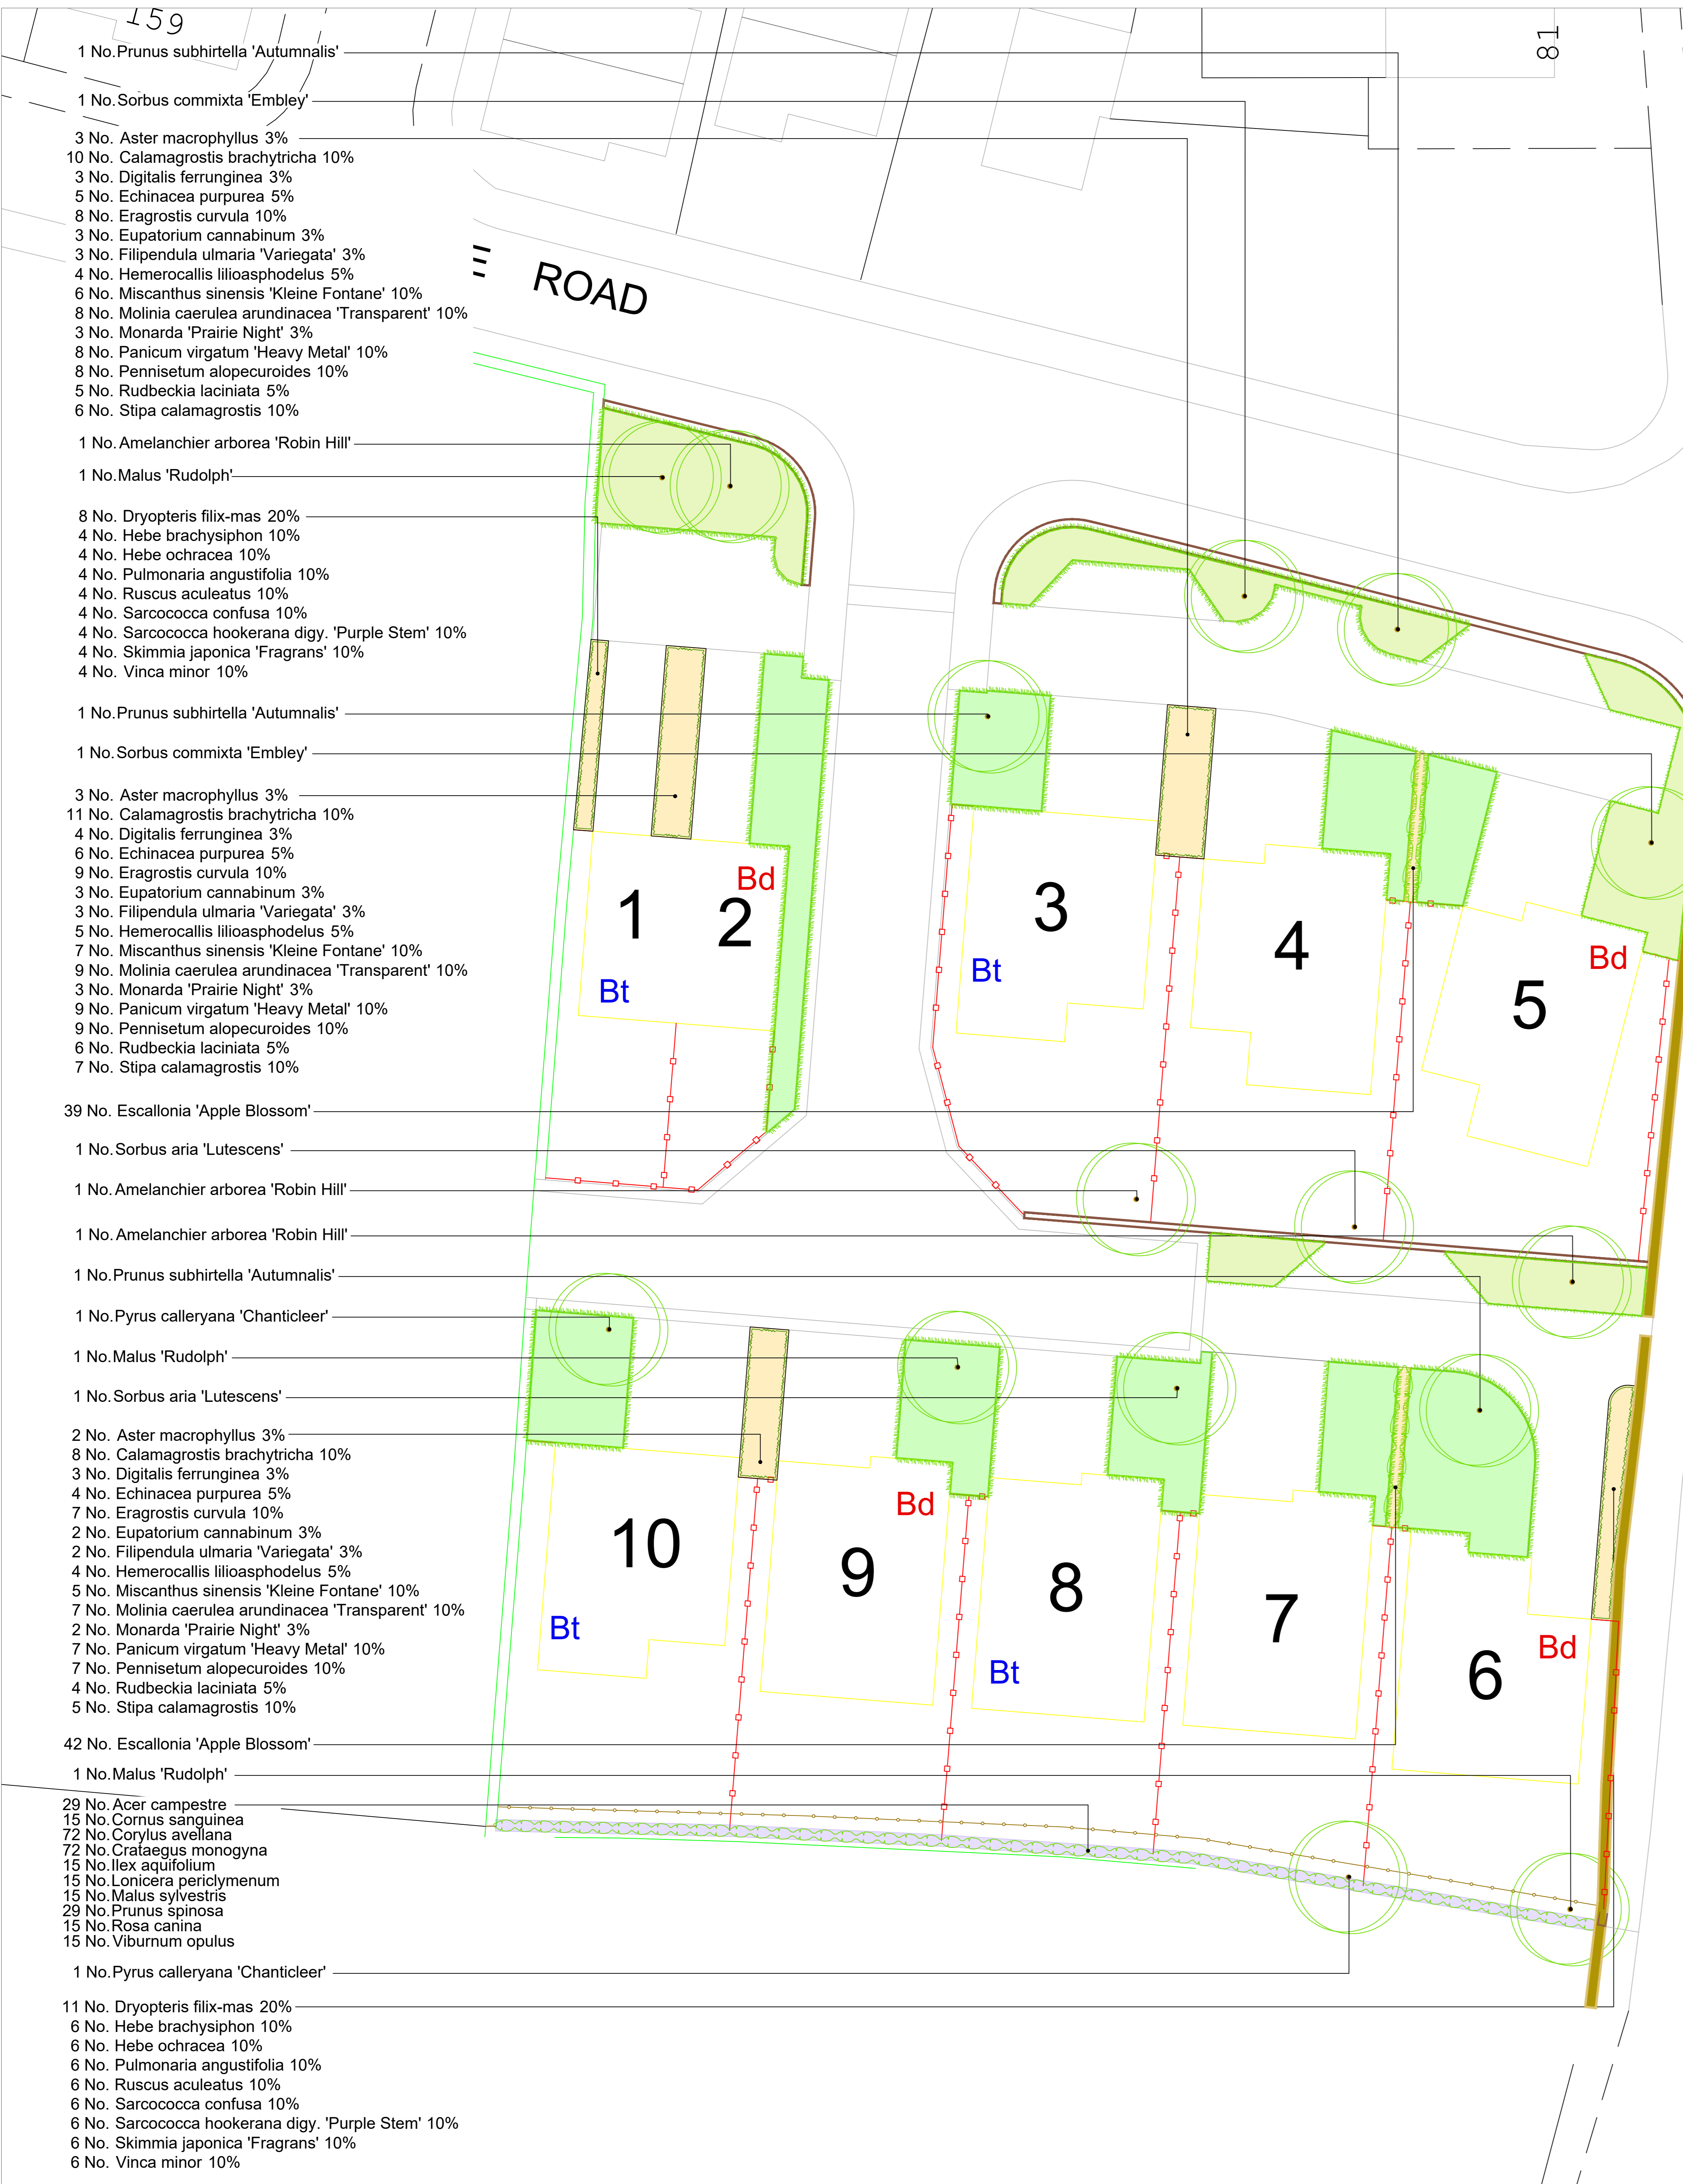 159
81
1 No.Prunus subhirtella 'Autumnalis'
1 No.Sorbus commixta 'Embley'
3 No. Aster macrophyllus 3%
10 No. Calamagrostis brachytricha 10%
3 No. Digitalis ferrunginea 3%
5 No. Echinacea purpurea 5%
8 No. Eragrostis curvula 10%
3 No. Eupatorium cannabinum 3%
3 No. Filipendula ulmaria 'Variegata' 3%
4 No. Hemerocallis lilioasphodelus 5%
6 No. Miscanthus sinensis 'Kleine Fontane' 10%
8 No. Molinia caerulea arundinacea 'Transparent' 10%
3 No. Monarda 'Prairie Night' 3%
8 No. Panicum virgatum 'Heavy Metal' 10%
8 No. Pennisetum alopecuroides 10%
5 No. Rudbeckia laciniata 5%
6 No. Stipa calamagrostis 10%
E ROAD
1 No.Amelanchier arborea 'Robin Hill'
1 No.Malus 'Rudolph'
8 No. Dryopteris filix-mas 20%
4 No. Hebe brachysiphon 10%
4 No. Hebe ochracea 10%
4 No. Pulmonaria angustifolia 10%
4 No. Ruscus aculeatus 10%
4 No. Sarcococca confusa 10%
4 No. Sarcococca hookerana digy. 'Purple Stem' 10%
4 No. Skimmia japonica 'Fragrans' 10%
4 No. Vinca minor 10%
1 No.Prunus subhirtella 'Autumnalis'
1 No.Sorbus commixta 'Embley'
3 No. Aster macrophyllus 3%
11 No. Calamagrostis brachytricha 10%
4 No. Digitalis ferrunginea 3%
6 No. Echinacea purpurea 5%
9 No. Eragrostis curvula 10%
3 No. Eupatorium cannabinum 3%
3 No. Filipendula ulmaria 'Variegata' 3%
5 No. Hemerocallis lilioasphodelus 5%
7 No. Miscanthus sinensis 'Kleine Fontane' 10%
9 No. Molinia caerulea arundinacea 'Transparent' 10%
3 No. Monarda 'Prairie Night' 3%
9 No. Panicum virgatum 'Heavy Metal' 10%
9 No. Pennisetum alopecuroides 10%
6 No. Rudbeckia laciniata 5%
7 No. Stipa calamagrostis 10%
1
2
Bd
Bt
3
Bt
4
5
Bd
39 No. Escallonia 'Apple Blossom'
1 No.Sorbus aria 'Lutescens'
1 No.Amelanchier arborea 'Robin Hill'
1 No.Amelanchier arborea 'Robin Hill'
1 No.Prunus subhirtella 'Autumnalis'
1 No.Pyrus calleryana 'Chanticleer'
1 No.Malus 'Rudolph'
1 No.Sorbus aria 'Lutescens'
2 No. Aster macrophyllus 3%
8 No. Calamagrostis brachytricha 10%
3 No. Digitalis ferrunginea 3%
4 No. Echinacea purpurea 5%
7 No. Eragrostis curvula 10%
2 No. Eupatorium cannabinum 3%
2 No. Filipendula ulmaria 'Variegata' 3%
4 No. Hemerocallis lilioasphodelus 5%
5 No. Miscanthus sinensis 'Kleine Fontane' 10%
7 No. Molinia caerulea arundinacea 'Transparent' 10%
2 No. Monarda 'Prairie Night' 3%
7 No. Panicum virgatum 'Heavy Metal' 10%
7 No. Pennisetum alopecuroides 10%
4 No. Rudbeckia laciniata 5%
5 No. Stipa calamagrostis 10%
10
Bt
9
Bd
8
Bt
7
6
Bd
42 No. Escallonia 'Apple Blossom'
1 No.Malus 'Rudolph'
29 No.Acer campestre
15 No.Cornus sanguinea
72 No.Corylus avellana
72 No.Crataegus monogyna
15 No.Ilex aquifolium
15 No.Lonicera periclymenum
15 No.Malus sylvestris
29 No.Prunus spinosa
15 No.Rosa canina
15 No.Viburnum opulus
1 No.Pyrus calleryana 'Chanticleer'
11 No. Dryopteris filix-mas 20%
6 No. Hebe brachysiphon 10%
6 No. Hebe ochracea 10%
6 No. Pulmonaria angustifolia 10%
6 No. Ruscus aculeatus 10%
6 No. Sarcococca confusa 10%
6 No. Sarcococca hookerana digy. 'Purple Stem' 10%
6 No. Skimmia japonica 'Fragrans' 10%
6 No. Vinca minor 10%